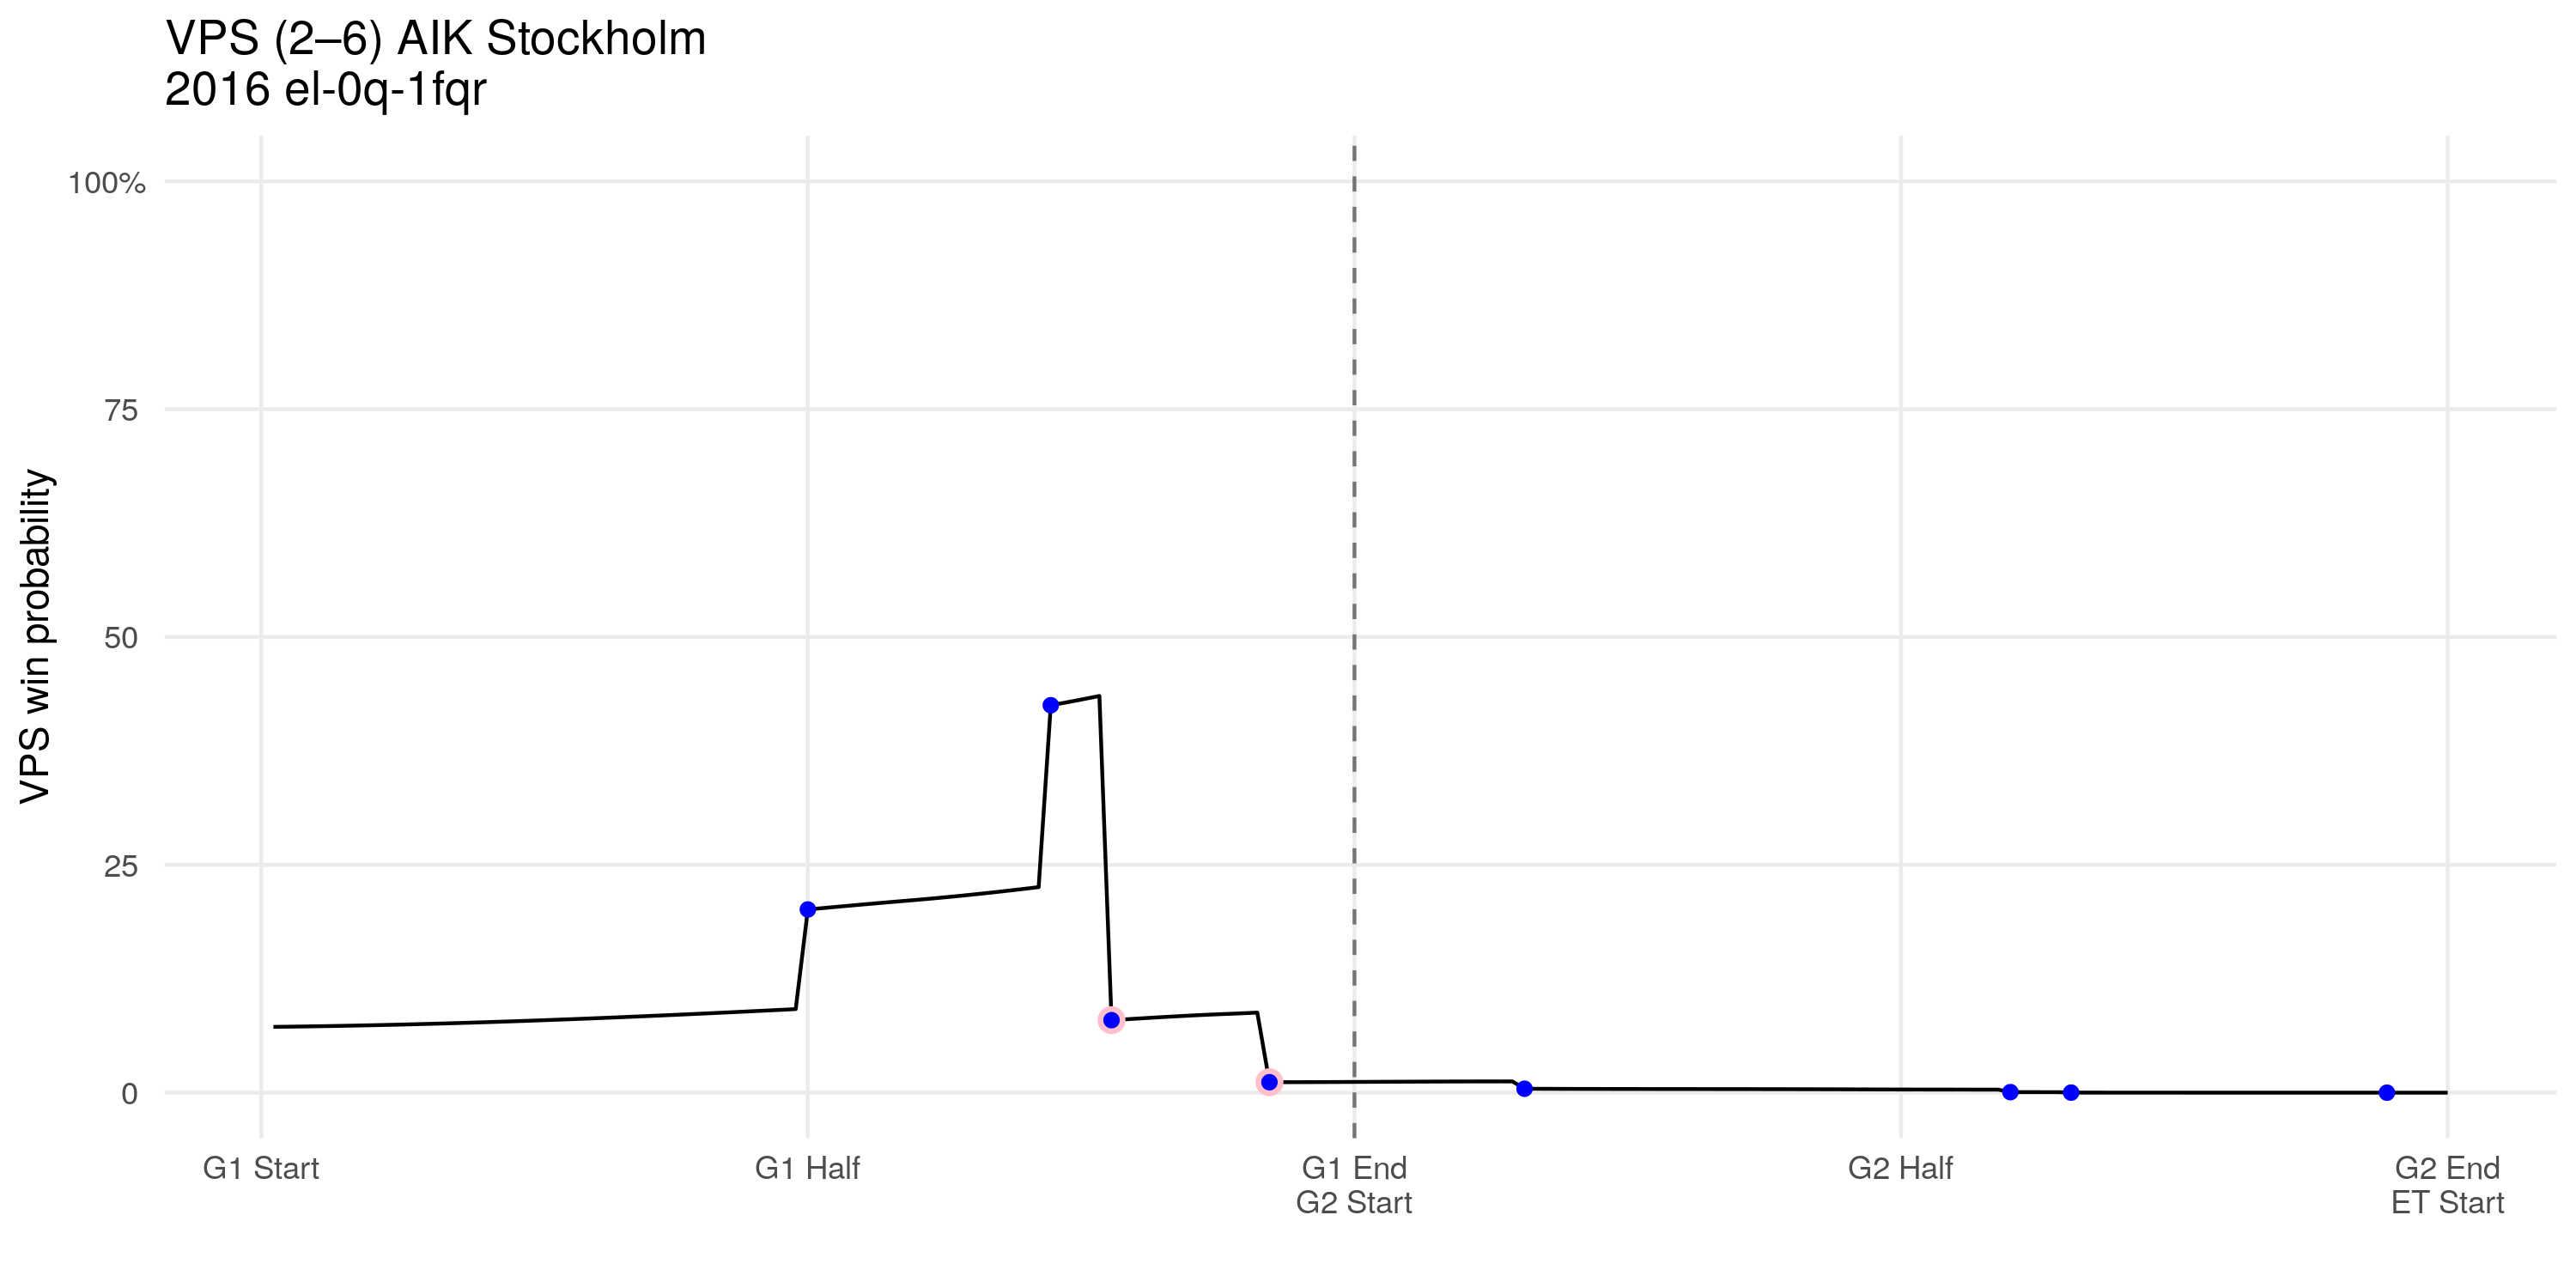 VPS (2–6) AIK Stockholm
2016 el-0q-1fqr
VPS win probability
100%
75
50
25
0
G1 Start
G1 Half
G1 End
G2 Start
G2 Half
G2 End
ET Start